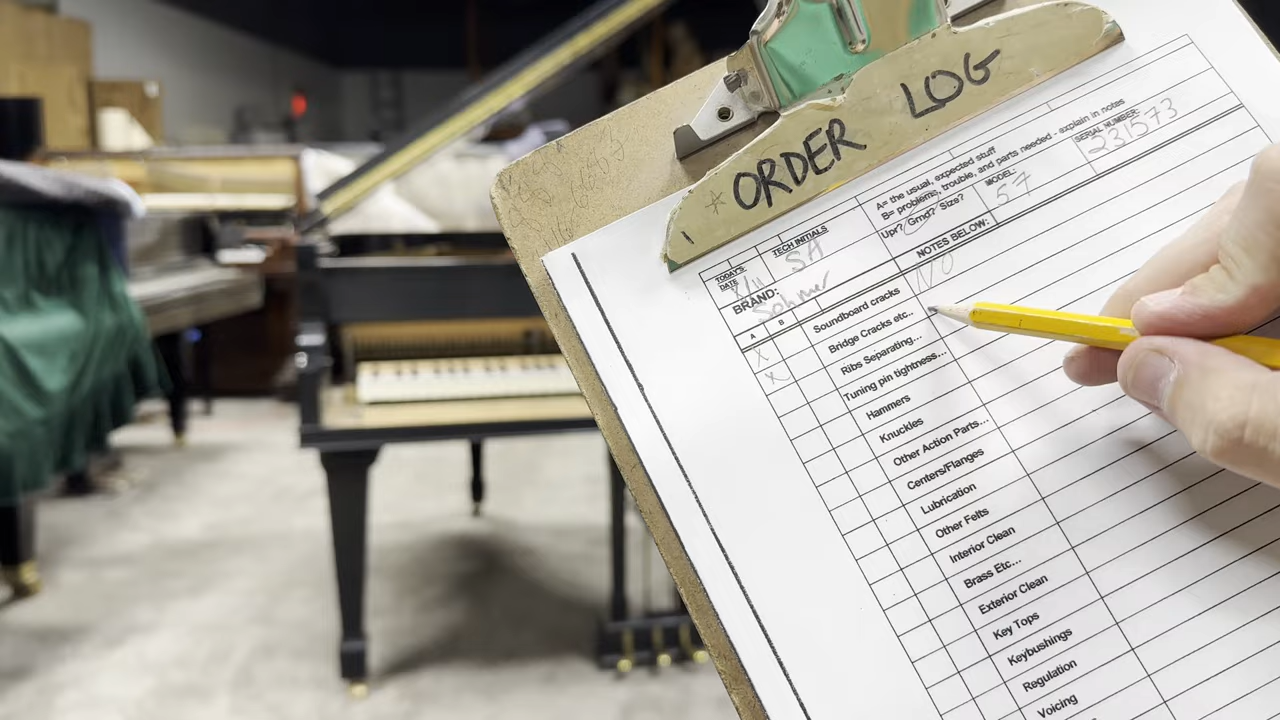 * ORDER LOG
A= the usual, expected stuff
B= problems, trouble, and parts needed - explain in notes
TODAY'S DATE
TECH INITIALS
SH
Upr? Grnd? Size?
MODEL:
57
SERIAL NUMBER:
231573
BRAND:
Sohmer
NOTES BELOW:
A B
X Soundboard cracks NO
X Bridge Cracks etc..
Ribs Separating...
Tuning pin tightness...
Hammers
Knuckles
Other Action Parts...
Centers/Flanges
Lubrication
Other Felts
Interior Clean
Brass Etc...
Exterior Clean
Key Tops
Keybushings
Regulation
Voicing